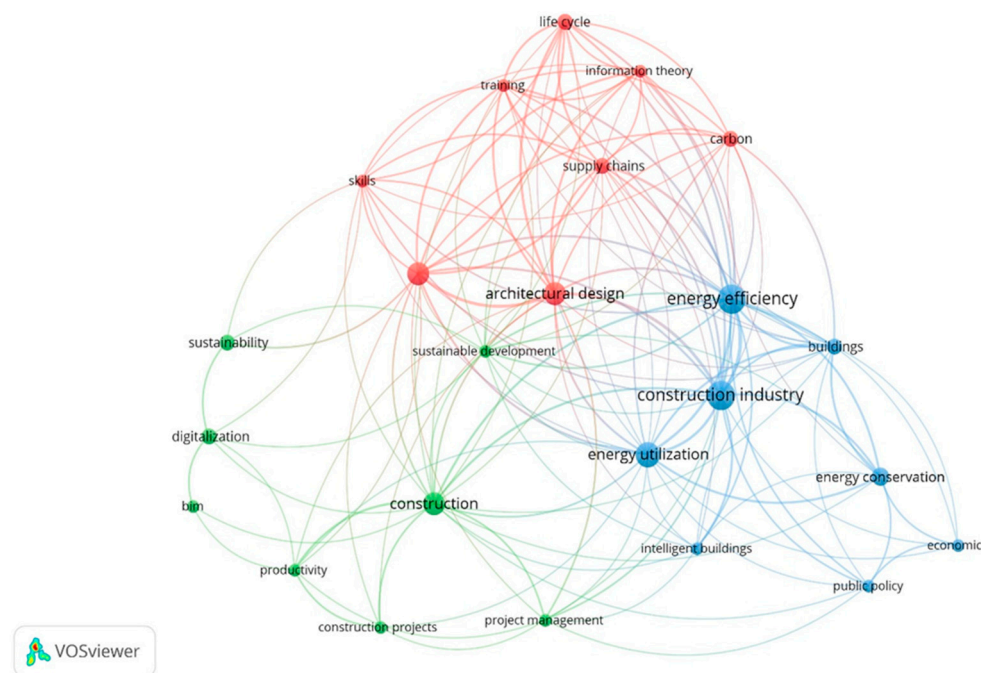 life cycle
information theory
training
carbon
supply chains
skills
architectural design
energy efficiency
sustainability
sustainable development
buildings
construction industry
digitalization
energy utilization
energy conservation
construction
bim
intelligent buildings
economic
productivity
public policy
construction projects
project management
VOSviewer